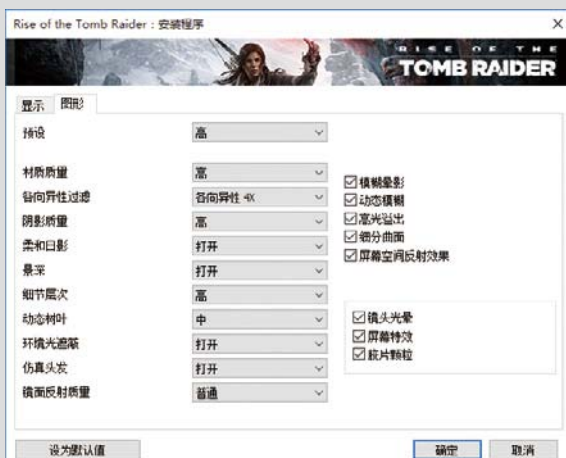 Rise of the Tomb Raider：安装程序
RISE OF THE
TOMB RAIDER
显示 图形
预设 高
材质质量 高
各向异性过滤 各向异性 4X
阴影质量 高
柔和日影 打开
景深 打开
细节层次 高
动态树叶 中
环境光遮蔽 打开
仿真头发 打开
镜面反射质量 普通
模糊晕影
动态模糊
高光溢出
细分曲面
屏幕空间反射效果
镜头光晕
屏幕特效
胶片颗粒
设为默认值 确定 取消